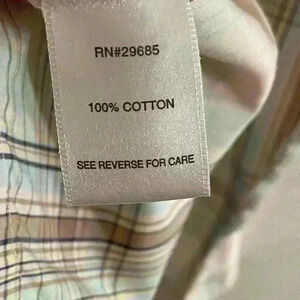 RN#29685
100% COTTON
SEE REVERSE FOR CARE